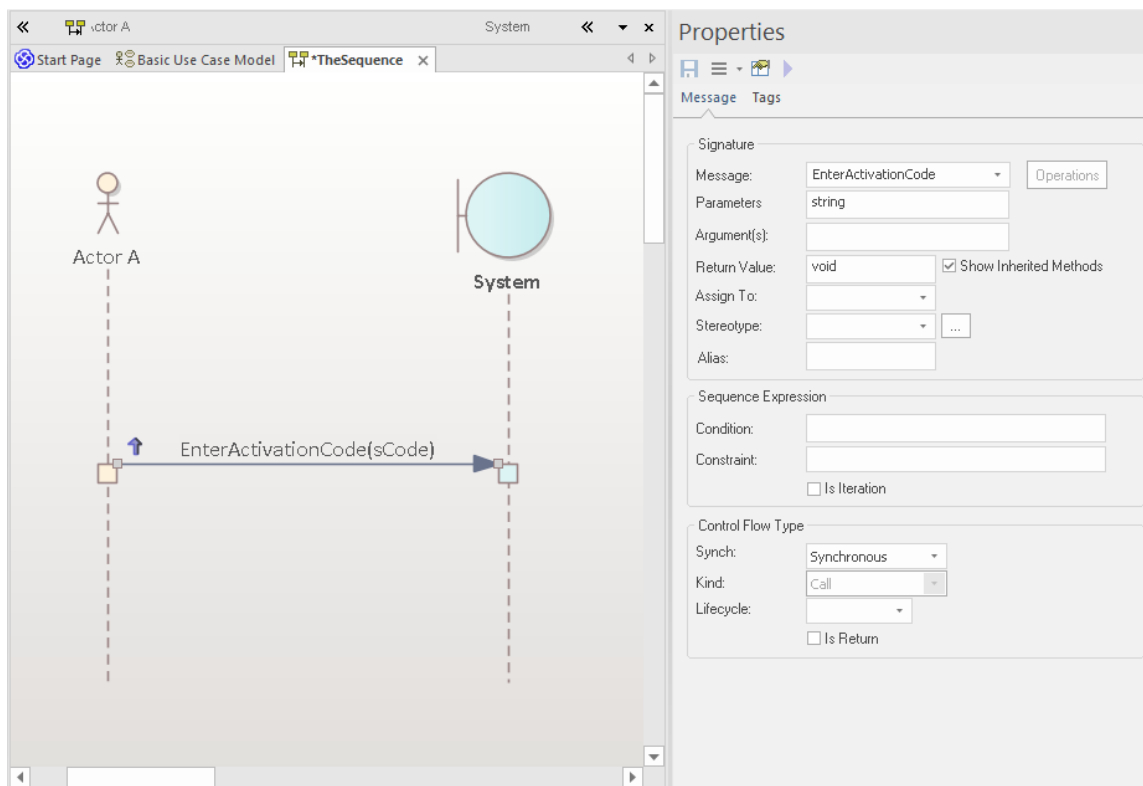 ctor A System
Properties
Start Page Basic Use Case Model *TheSequence
Message Tags
Signature
Message: EnterActivationCode Operations
Parameters string
Argument(s):
Return Value: void Show Inherited Methods
Assign To:
Stereotype: ...
Alias:
Actor A
System
EnterActivationCode(sCode)
Sequence Expression
Condition:
Constraint:
Is Iteration
Control Flow Type
Synch: Synchronous
Kind: Call
Lifecycle:
Is Return